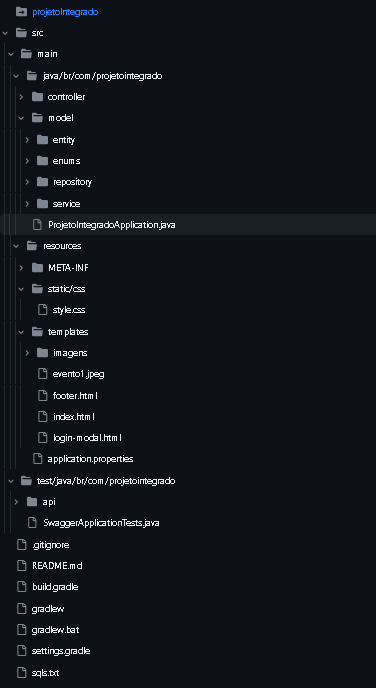 projetoIntegrado
src
main
java/br/com/projetointegrado
controller
model
entity
enums
repository
service
ProjetoIntegradoApplication.java
resources
META-INF
static/css
style.css
templates
imagens
evento1.jpeg
footer.html
index.html
login-modal.html
application.properties
test/java/br/com/projetointegrado
api
SwaggerApplicationTests.java
.gitignore
README.md
build.gradle
gradlew
gradlew.bat
settings.gradle
sqls.txt